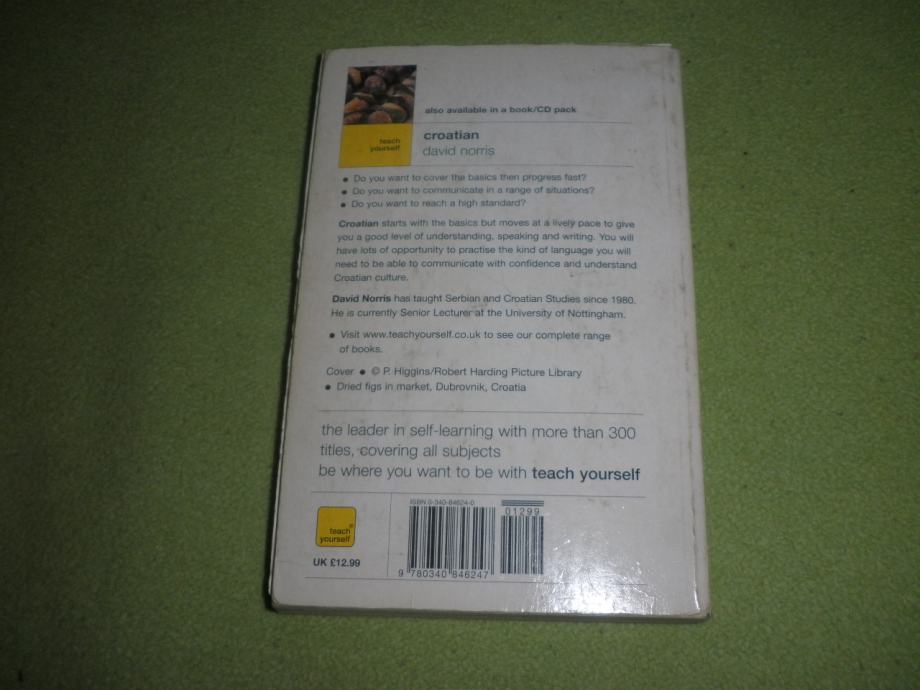 also available in a book/CD pack
teach
yourself
croatian
david norris
• Do you want to cover the basics then progress fast?
• Do you want to communicate in a range of situations?
• Do you want to reach a high standard?
Croatian starts with the basics but moves at a lively pace to give
you a good level of understanding, speaking and writing. You will
have lots of opportunity to practise the kind of language you will
need to be able to communicate with confidence and understand
Croatian culture.
David Norris has taught Serbian and Croatian Studies since 1980.
He is currently Senior Lecturer at the University of Nottingham.
• Visit www.teachyourself.co.uk to see our complete range
of books.
Cover • © P. Higgins/Robert Harding Picture Library
• Dried figs in market, Dubrovnik, Croatia
the leader in self-learning with more than 300
titles, covering all subjects
be where you want to be with teach yourself
teach®
yourself
UK £12.99
ISBN 0-340-84624-0
01299
9 780340 846247